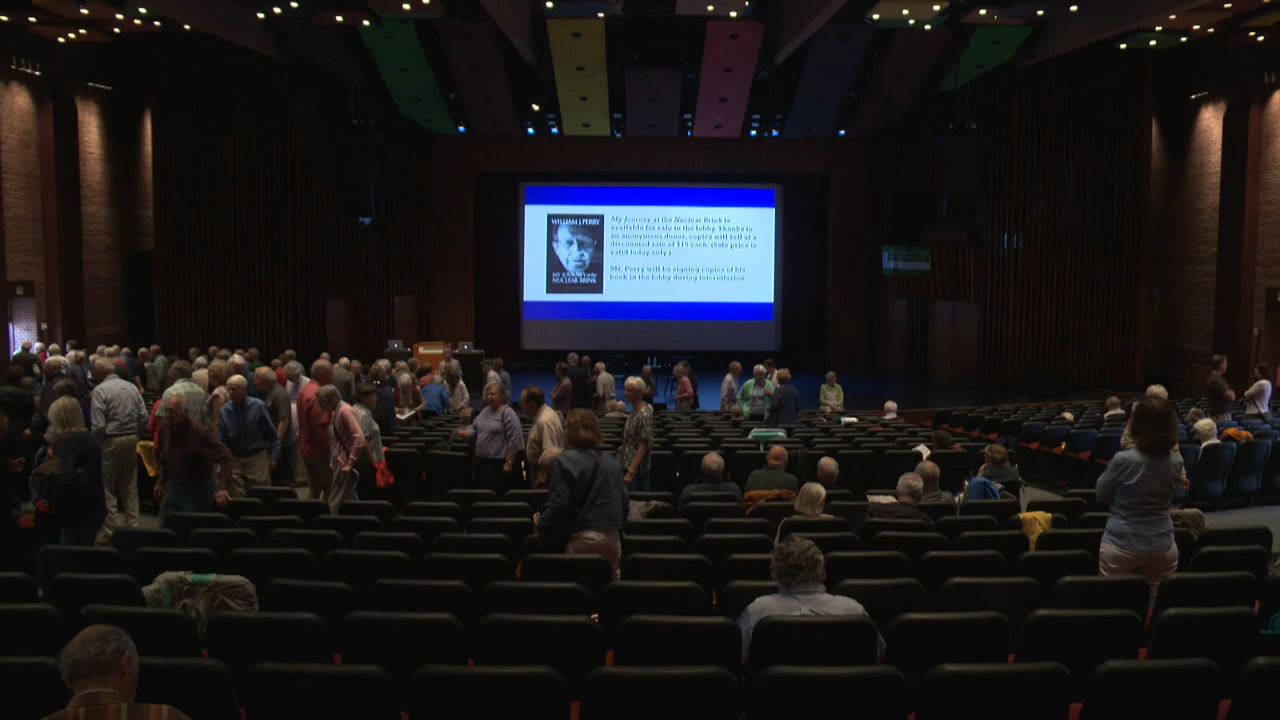 WILLIAM J. PERRY
MY JOURNEY at the
NUCLEAR BRINK
My Journey at the Nuclear Brink is
available for sale in the lobby. Thanks to
an anonymous donor, copies will sell at a
discounted rate of $15 each. (Sale price is
valid today only.)
Mr. Perry will be signing copies of his
book in the lobby during intermission.